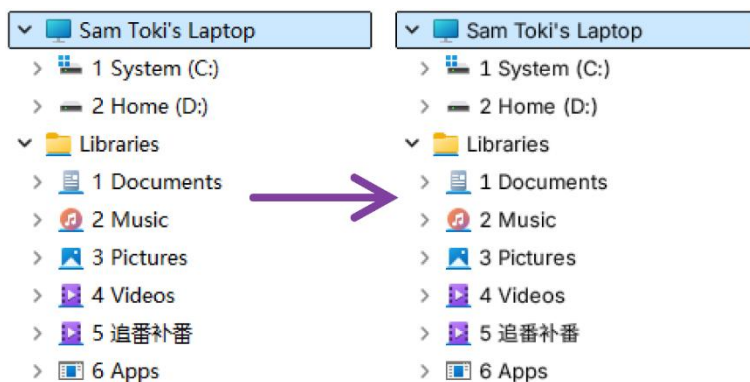 Sam Toki's Laptop
1 System (C:)
2 Home (D:)
Libraries
1 Documents
2 Music
3 Pictures
4 Videos
5 追番补番
6 Apps
Sam Toki's Laptop
1 System (C:)
2 Home (D:)
Libraries
1 Documents
2 Music
3 Pictures
4 Videos
5 追番补番
6 Apps